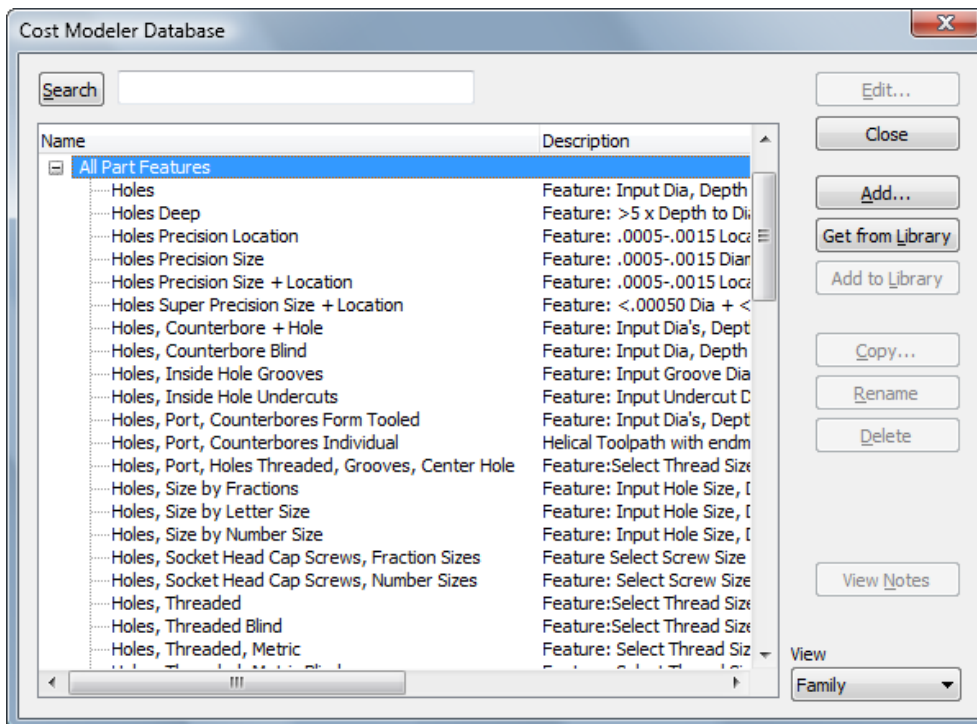 Cost Modeler Database
Search
Edit...
Close
Add...
Get from Library
Add to Library
Copy...
Rename
Delete
View Notes
View
Family
Name Description
All Part Features
Holes Feature: Input Dia, Depth
Holes Deep Feature: >5 x Depth to Di
Holes Precision Location Feature: .0005-.0015 Loca
Holes Precision Size Feature: .0005-.0015 Diar
Holes Precision Size + Location Feature: .0005-.0015 Loca
Holes Super Precision Size + Location Feature: <.00050 Dia + <
Holes, Counterbore + Hole Feature: Input Dia's, Dept
Holes, Counterbore Blind Feature: Input Dia, Depth
Holes, Inside Hole Grooves Feature: Input Groove Dia
Holes, Inside Hole Undercuts Feature: Input Undercut D
Holes, Port, Counterbores Form Tooled Feature: Input Dia's, Dept
Holes, Port, Counterbores Individual Helical Toolpath with endm
Holes, Port, Holes Threaded, Grooves, Center Hole Feature:Select Thread Size
Holes, Size by Fractions Feature: Input Hole Size, D
Holes, Size by Letter Size Feature: Input Hole Size, D
Holes, Size by Number Size Feature: Input Hole Size, D
Holes, Socket Head Cap Screws, Fraction Sizes Feature Select Screw Size
Holes, Socket Head Cap Screws, Number Sizes Feature: Select Screw Size
Holes, Threaded Feature:Select Thread Size
Holes, Threaded Blind Feature:Select Thread Size
Holes, Threaded, Metric Feature: Select Thread Siz